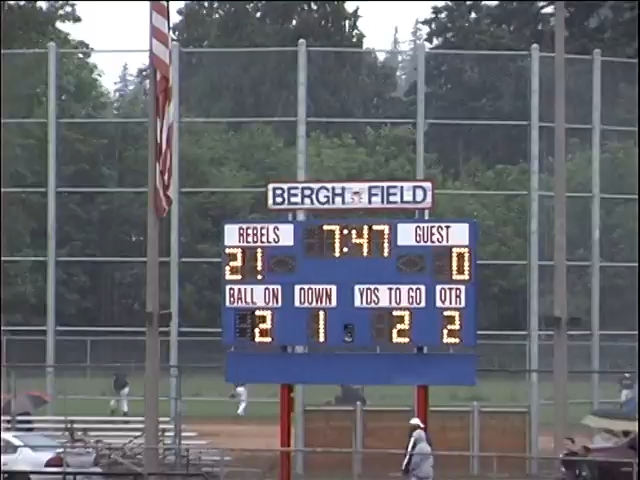 BERGH FIELD
REBELS 7:47 GUEST
21 0
BALL ON DOWN YDS TO GO QTR
2 1 2 2